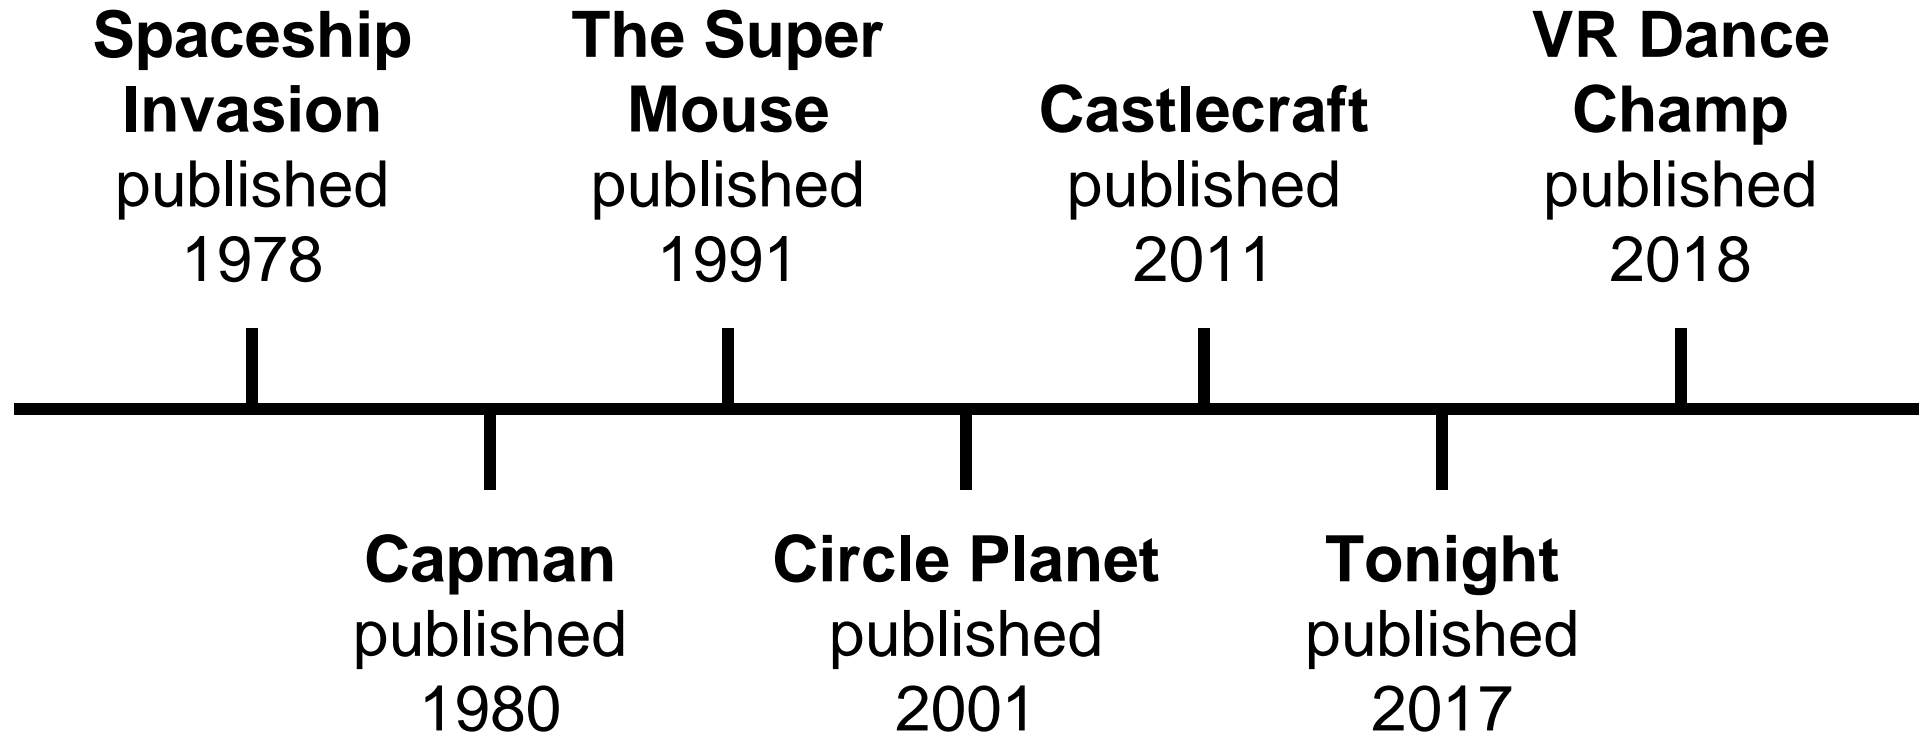 Spaceship
Invasion
published
1978
The Super
Mouse
published
1991
Castlecraft
published
2011
VR Dance
Champ
published
2018
Capman
published
1980
Circle Planet
published
2001
Tonight
published
2017